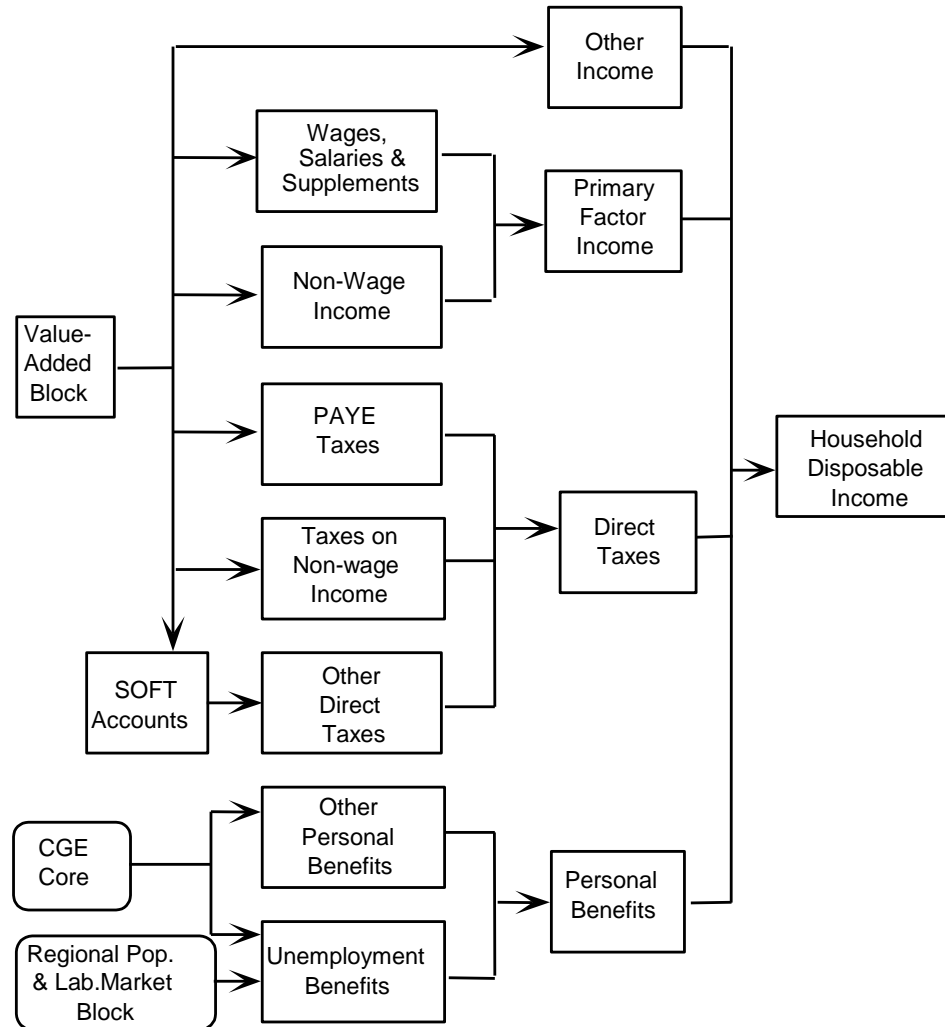 Other
Income
Wages,
Salaries &
Supplements
Primary
Factor
Income
Non-Wage
Income
Value-
Added
Block
PAYE
Taxes
Household
Disposable
Income
Taxes on
Non-wage
Income
Direct
Taxes
SOFT
Accounts
Other
Direct
Taxes
Other
Personal
Benefits
CGE
Core
Personal
Benefits
Unemployment
Benefits
Regional Pop.
& Lab.Market
Block